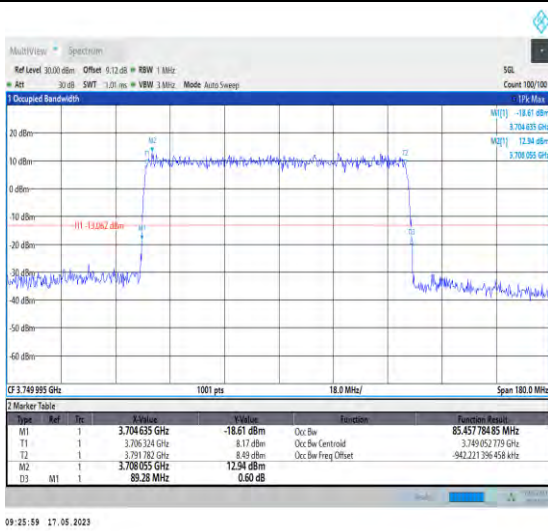 MultiView Spectrum
Ref Level 30.00 dBm Offset 9.12 dB RBW 1 MHz SGL
Att 30 dB SWT 1.01 ms VBW 3 MHz Mode Auto Sweep Count 100/100
1 Occupied Bandwidth 1Pk Max
M1[1] -18.61 dBm
3.704 635 GHz
M2[1] 12.94 dBm
3.708 055 GHz
20 dBm
M2
T1 T2
10 dBm
0 dBm
-10 dBm
H1 -13.062 dBm
M1 D3
-20 dBm
-30 dBm
-40 dBm
-50 dBm
-60 dBm
CF 3.749 995 GHz 1001 pts 18.0 MHz/ Span 180.0 MHz
2 Marker Table
Type Ref Trc X-Value Y-Value Function Function Result
M1 1 3.704 635 GHz -18.61 dBm Occ Bw 85.457 784 85 MHz
T1 1 3.706 324 GHz 8.17 dBm Occ Bw Centroid 3.749 052 779 GHz
T2 1 3.791 782 GHz 8.49 dBm Occ Bw Freq Offset -942.221 396 458 kHz
M2 1 3.708 055 GHz 12.94 dBm
D3 M1 1 89.28 MHz 0.60 dB
09:25:59 17.05.2023